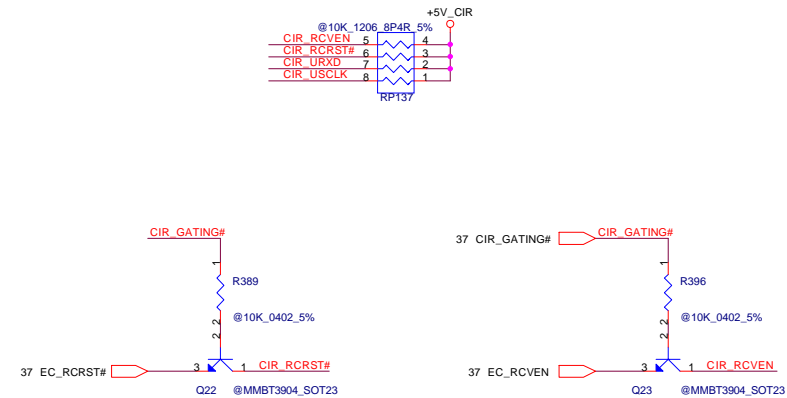 +5V_CIR
@10K_1206_8P4R_5%
CIR_RCVEN 5 4
CIR_RCRST# 6 3
CIR_URXD 7 2
CIR_USCLK 8 1
RP137
CIR_GATING#
1
R389
@10K_0402_5%
2
2
37 EC_RCRST# 3 1 CIR_RCRST#
Q22 @MMBT3904_SOT23
37 CIR_GATING# CIR_GATING#
1
R396
@10K_0402_5%
2
2
37 EC_RCVEN 3 1 CIR_RCVEN
Q23 @MMBT3904_SOT23